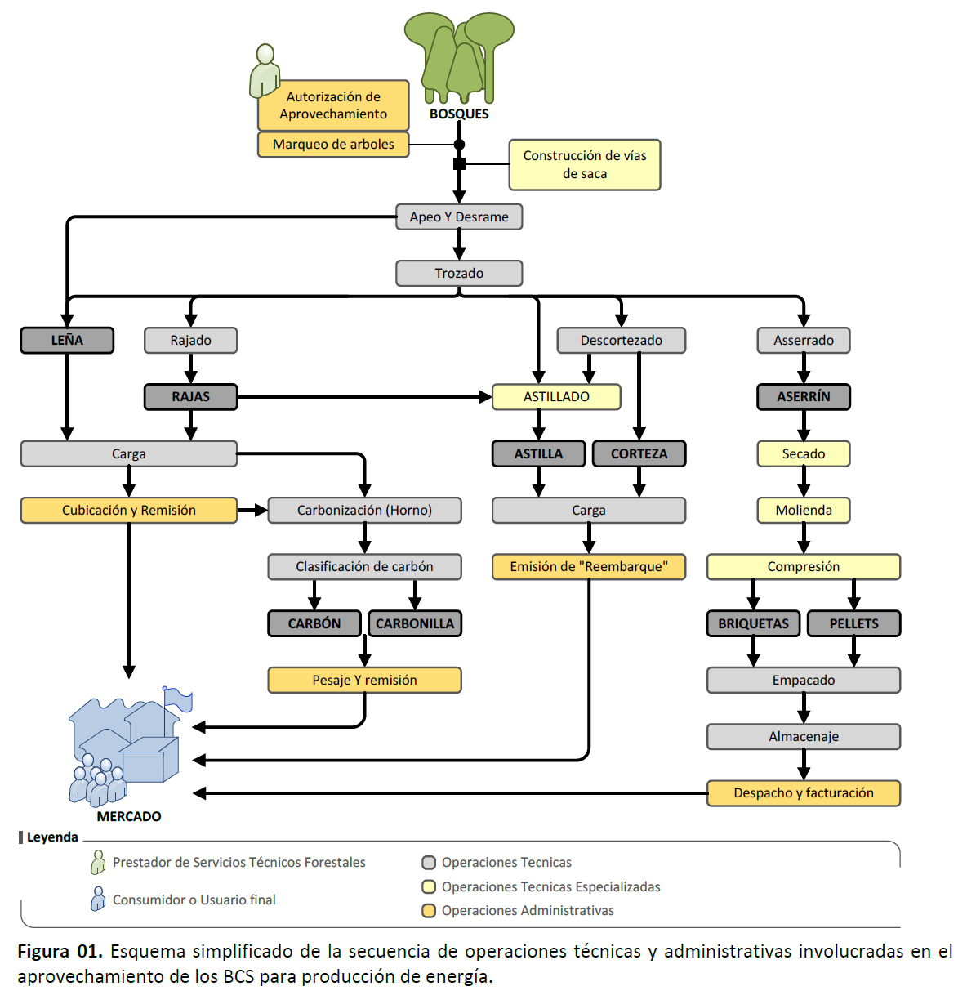 BOSQUES
Autorización de
Aprovechamiento
Marqueo de arboles
Construcción de vías
de saca
Apeo Y Desrame
Trozado
LEÑA
Rajado
Descortezado
Asserrado
RAJAS
ASTILLADO
ASERRÍN
Carga
ASTILLA
CORTEZA
Secado
Cubicación y Remisión
Carbonización (Horno)
Carga
Molienda
Clasificación de carbón
Emisión de "Reembarque"
Compresión
CARBÓN
CARBONILLA
BRIQUETAS
PELLETS
Pesaje Y remisión
Empacado
Almacenaje
Despacho y facturación
MERCADO
Leyenda
Prestador de Servicios Técnicos Forestales
Consumidor o Usuario final
Operaciones Tecnicas
Operaciones Tecnicas Especializadas
Operaciones Administrativas
Figura 01. Esquema simplificado de la secuencia de operaciones técnicas y administrativas involucradas en el
aprovechamiento de los BCS para producción de energía.